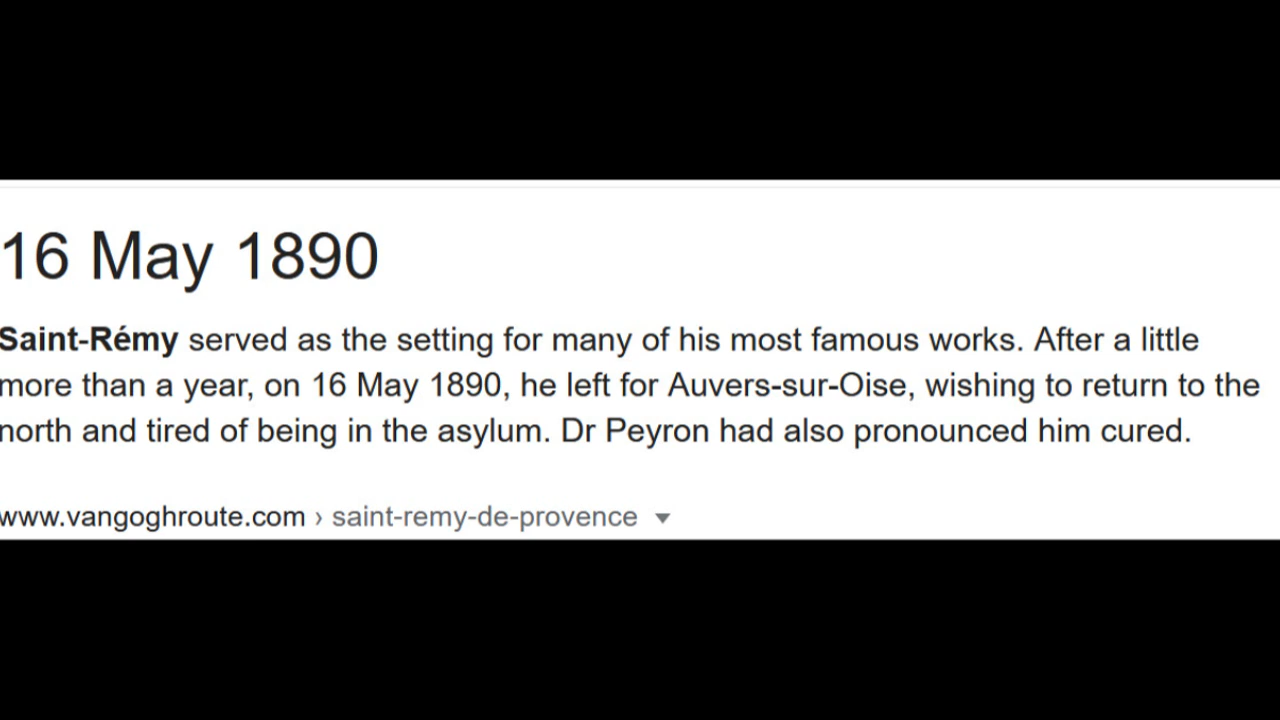 16 May 1890
Saint-Rémy served as the setting for many of his most famous works. After a little
more than a year, on 16 May 1890, he left for Auvers-sur-Oise, wishing to return to the
north and tired of being in the asylum. Dr Peyron had also pronounced him cured.
www.vangoghroute.com › saint-remy-de-provence